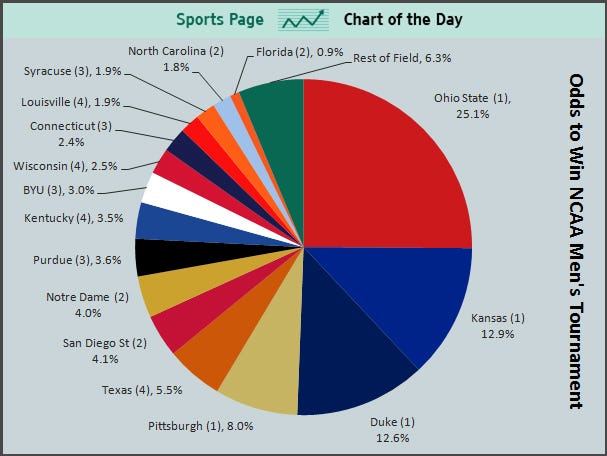 Sports Page
Chart of the Day
Odds to Win NCAA Men's Tournament
Ohio State (1),
25.1%
Kansas (1)
12.9%
Duke (1)
12.6%
Pittsburgh (1), 8.0%
Texas (4), 5.5%
San Diego St (2)
4.1%
Notre Dame (2)
4.0%
Purdue (3), 3.6%
Kentucky (4), 3.5%
BYU (3), 3.0%
Wisconsin (4), 2.5%
Connecticut (3)
2.4%
Louisville (4), 1.9%
Syracuse (3), 1.9%
North Carolina (2)
1.8%
Florida (2), 0.9%
Rest of Field, 6.3%